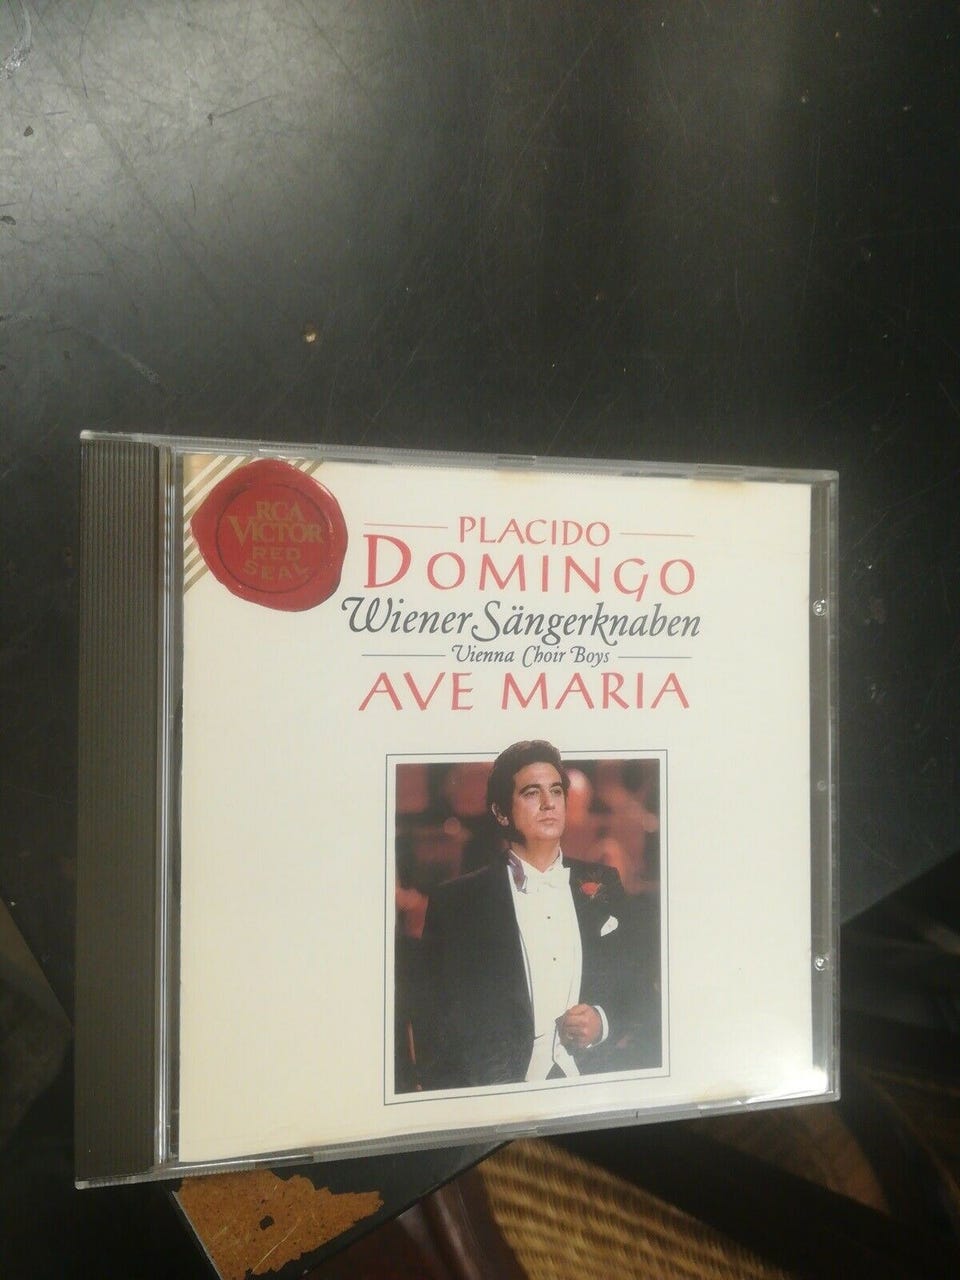 RCA
VICTOR
RED
SEAL
PLACIDO
DOMINGO
Wiener Sängerknaben
Vienna Choir Boys
AVE MARIA